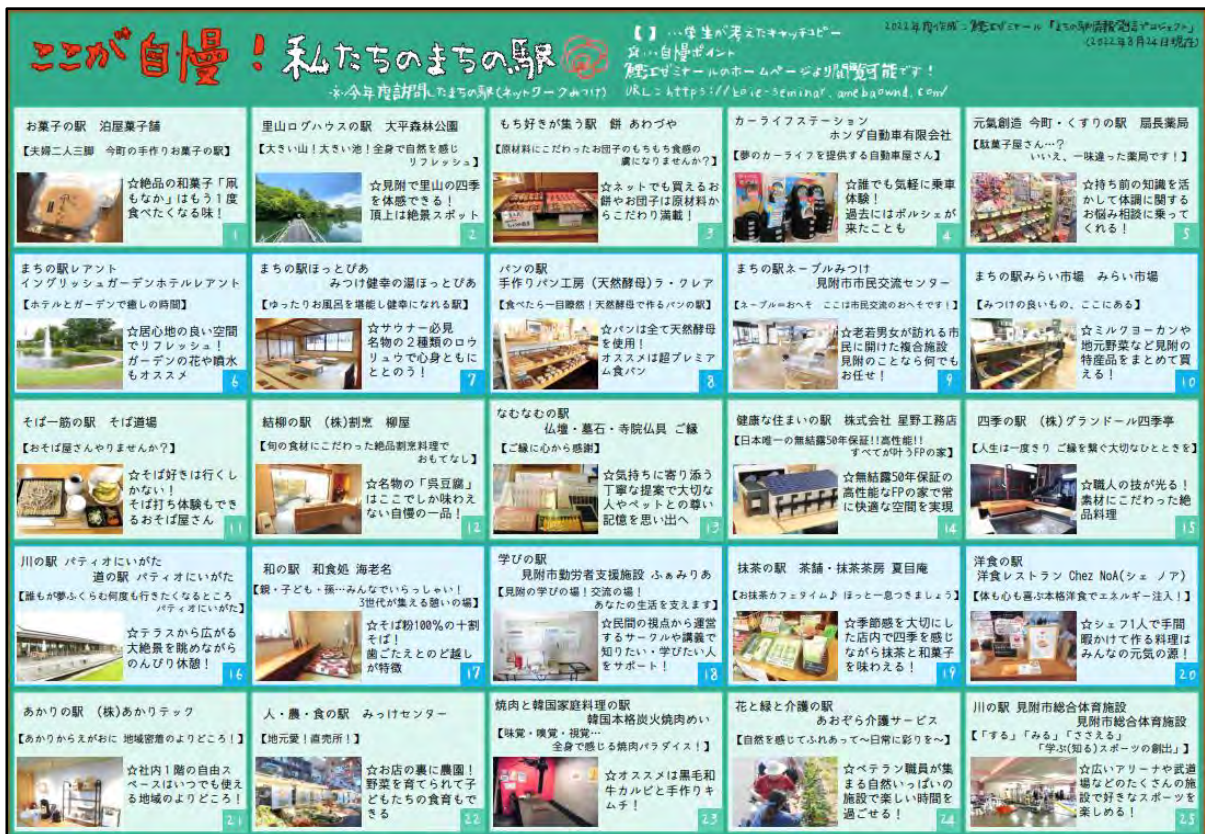 ここが自慢！私たちのまちの駅
【 】…学生が考えたキャッチコピー
☆…自慢ポイント
鯉江ゼミナールのホームページより閲覧可能です！
URL：https://koie-seminar.amebaownd.com/
※今年度訪問したまちの駅(ネットワークみつけ)
2022年度作成：鯉江ゼミナール「まちの駅情報発信プロジェクト」
(2022年8月24日現在)
お菓子の駅 泊屋菓子舗
【夫婦二人三脚 今町の手作りお菓子の駅】
☆絶品の和菓子「凧
もなか」はもう1度
食べたくなる味！
1
里山ログハウスの駅 大平森林公園
【大きい山！大きい池！全身で自然を感じ
リフレッシュ】
☆見附で里山の四季
を体感できる！
頂上は絶景スポット
2
もち好きが集う駅 餅 あわづや
【原材料にこだわったお団子のもちもち食感の
虜になりませんか？】
☆ネットでも買えるお
餅やお団子は原材料か
らこだわり満載！
3
カーライフステーション
ホンダ自動車有限会社
【夢のカーライフを提供する自動車屋さん】
☆誰でも気軽に乗車
体験！
過去にはポルシェが
来たことも
4
元氣創造 今町・くすりの駅 扇長薬局
【駄菓子屋さん…？
いいえ、一味違った薬局です！】
☆持ち前の知識を活
かして体調に関する
お悩み相談に乗って
くれる！
5
まちの駅レアント
イングリッシュガーデンホテルレアント
【ホテルとガーデンで癒しの時間】
☆居心地の良い空間
でリフレッシュ！
ガーデンの花や噴水
もオススメ
6
まちの駅ほっとぴあ
みつけ健幸の湯ほっとぴあ
【ゆったりお風呂を堪能し健幸になれる駅】
☆サウナー必見
名物の2種類のロウ
リュウで心身ともに
ととのう！
7
パンの駅
手作りパン工房（天然酵母）ラ・クレア
【食べたら一目瞭然！天然酵母で作るパンの駅】
☆パンは全て天然酵母
を使用！
オススメは超プレミア
ム食パン
8
まちの駅ネーブルみつけ
見附市市民交流センター
【ネーブル＝おへそ ここは市民交流のおへそです！】
☆老若男女が訪れる市
民に開けた複合施設
見附のことなら何でも
お任せ！
9
まちの駅みらい市場 みらい市場
【みつけの良いもの、ここにある】
☆ミルクヨーカンや
地元野菜など見附の
特産品をまとめて買
える！
10
そば一筋の駅 そば道場
【おそば屋さんやりませんか？】
☆そば好きは行くし
かない！
そば打ち体験もでき
るおそば屋さん
11
結柳の駅 (株)割烹 柳屋
【旬の食材にこだわった絶品割烹料理で
おもてなし】
☆名物の「呉豆腐」
はここでしか味わえ
ない自慢の一品！
12
なむなむの駅
仏壇・墓石・寺院仏具 ご縁
【ご縁に心から感謝】
☆気持ちに寄り添う
丁寧な提案で大切な
人やペットとの尊い
記憶を思い出へ
13
健康な住まいの駅 株式会社 星野工務店
【日本唯一の無結露50年保証!!高性能!!
すべてが叶うFPの家】
☆無結露50年保証の
高性能なFPの家で常
に快適な空間を実現
14
四季の駅 (株)グランドール四季亭
【人生は一度きり ご縁を繋ぐ大切なひとときを】
☆職人の技が光る！
素材にこだわった絶
品料理
15
川の駅 パティオにいがた
道の駅 パティオにいがた
【誰もが夢ふくらむ何度も行きたくなるところ
パティオにいがた】
☆テラスから広がる
大絶景を眺めながら
のんびり休憩！
16
和の駅 和食処 海老名
【親・子ども・孫…みんなでいらっしゃい！
3世代が集える憩いの場】
☆そば粉100％の十割
そば！
歯ごたえとのど越し
が特徴
17
学びの駅
見附市勤労者支援施設 ふぁみりあ
【見附の学びの場！交流の場！
あなたの生活を支えます】
☆民間の視点から運営
するサークルや講義で
知りたい・学びたい人
をサポート！
18
抹茶の駅 茶舗・抹茶茶房 夏目庵
【お抹茶カフェタイム♪ ほっと一息つきましょう】
☆季節感を大切にし
た店内で四季を感じ
ながら抹茶と和菓子
を味わえる！
19
洋食の駅
洋食レストラン Chez NoA(シェ ノア)
【体も心も喜ぶ本格洋食でエネルギー注入！】
☆シェフ1人で手間
暇かけて作る料理は
みんなの元気の源！
20
あかりの駅 (株)あかりテック
【あかりからえがおに 地域密着のよりどころ！】
☆社内1階の自由ス
ペースはいつでも使え
る地域のよりどころ！
21
人・農・食の駅 みっけセンター
【地元愛！直売所！】
☆お店の裏に農園！
野菜を育てられて子
どもたちの食育もで
きる
22
焼肉と韓国家庭料理の駅
韓国本格炭火焼肉めい
【味覚・嗅覚・視覚…
全身で感じる焼肉パラダイス！】
☆オススメは黒毛和
牛カルビと手作りキ
ムチ！
23
花と緑と介護の駅
あおぞら介護サービス
【自然を感じてふれあって～日常に彩りを～】
☆ベテラン職員が集
まる自然いっぱいの
施設で楽しい時間を
過ごせる！
24
川の駅 見附市総合体育施設
見附市総合体育施設
【「する」「みる」「ささえる」
「学ぶ(知る)スポーツの創出」】
☆広いアリーナや武道
場などのたくさんの施
設で好きなスポーツを
楽しめる！
25